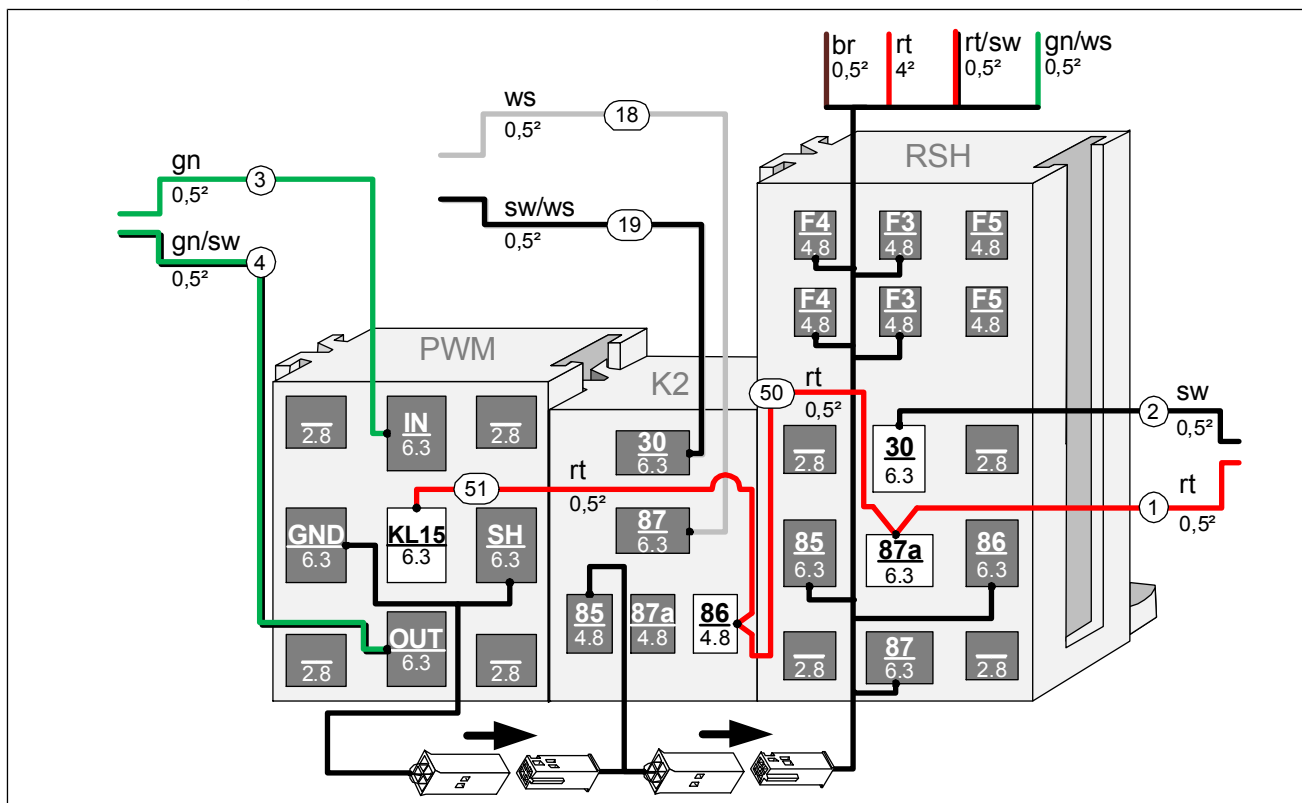 br rt rt/sw gn/ws
0,5² 4² 0,5² 0,5²
ws 18
0,5²
RSH
gn 3
0,5²
sw/ws 19
0,5²
F4 F3 F5
4.8 4.8 4.8
gn/sw 4
0,5²
F4 F3 F5
4.8 4.8 4.8
PWM
K2
50 rt
0,5²
2 sw
0,5²
2.8
IN
6.3
2.8
30
6.3
2.8
30
6.3
2.8
51 rt
0,5²
1 rt
0,5²
GND
6.3
KL15
6.3
SH
6.3
87
6.3
85
6.3
87a
6.3
86
6.3
85
4.8
87a
4.8
86
4.8
2.8
OUT
6.3
2.8
2.8
87
6.3
2.8